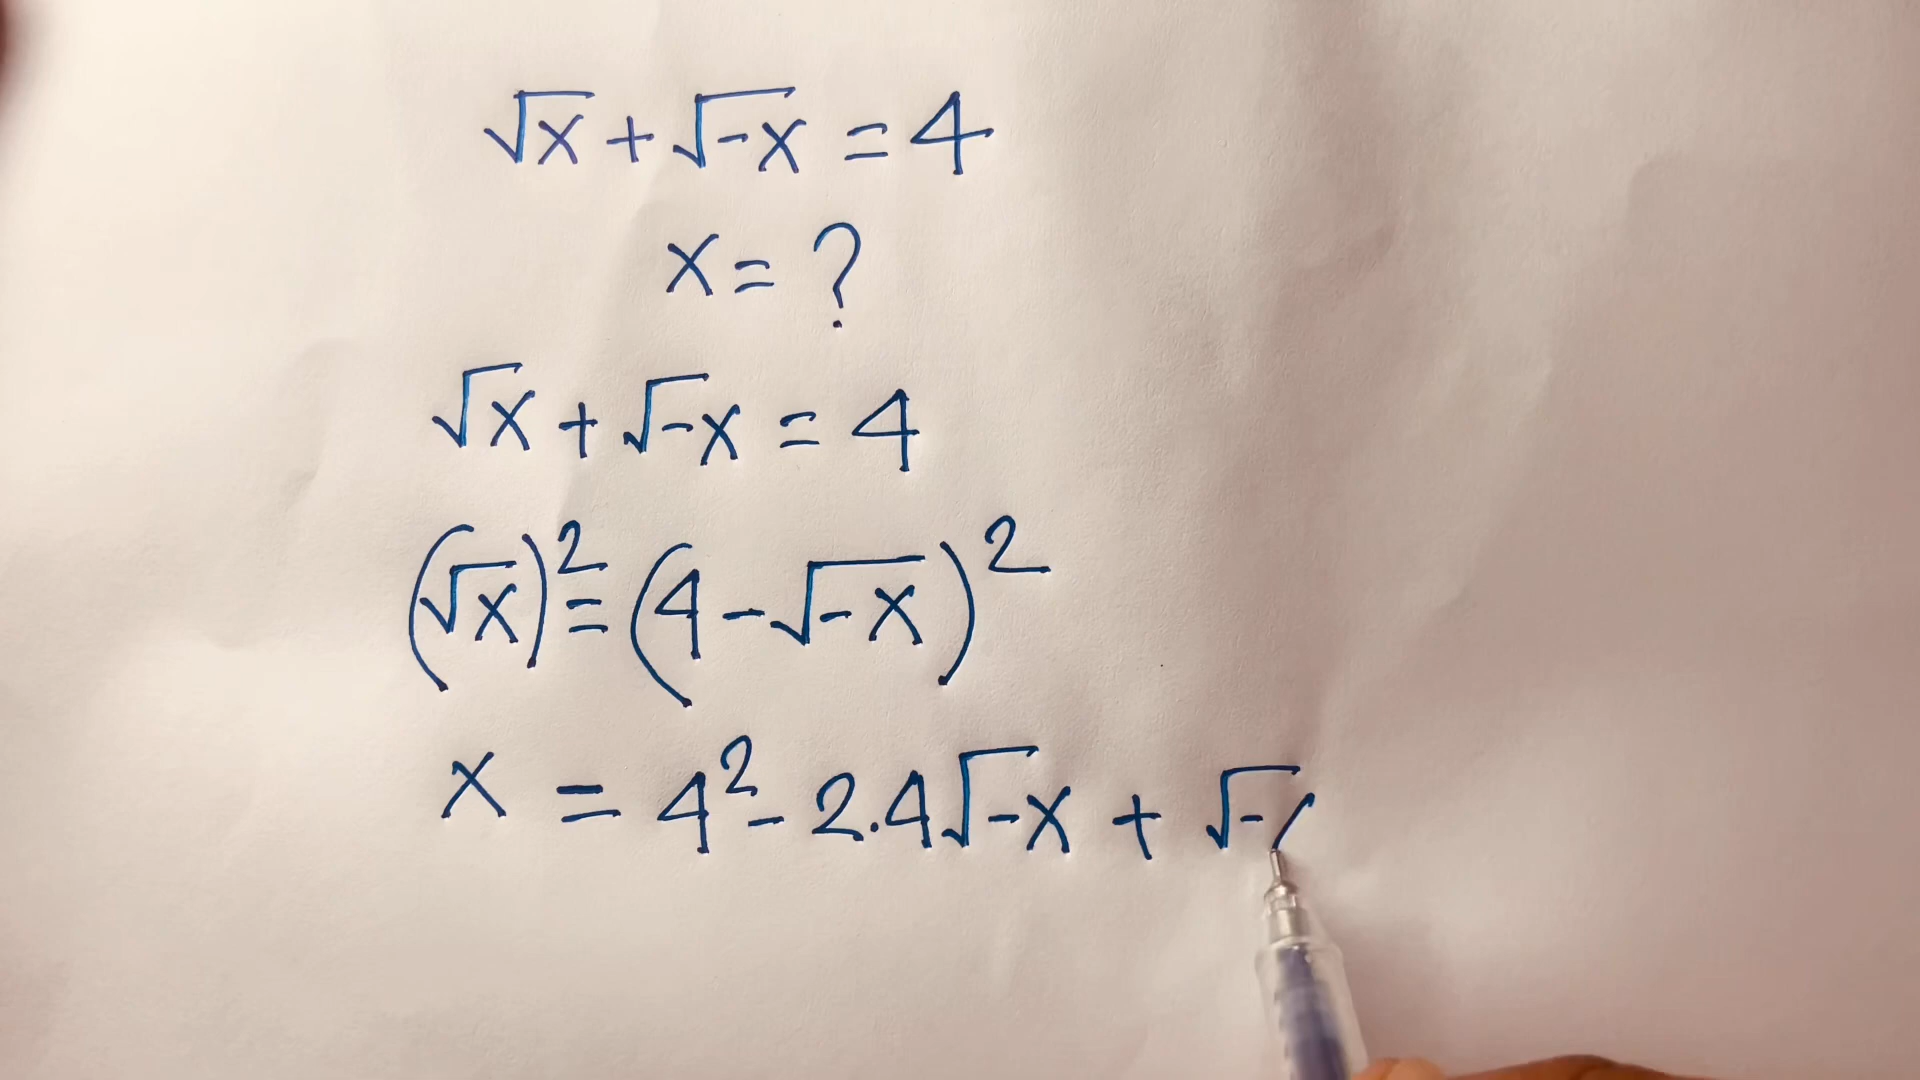 √x + √-x = 4
x = ?
√x + √-x = 4
(√x)² = (4 - √-x)²
x = 4² - 2.4√-x + √-